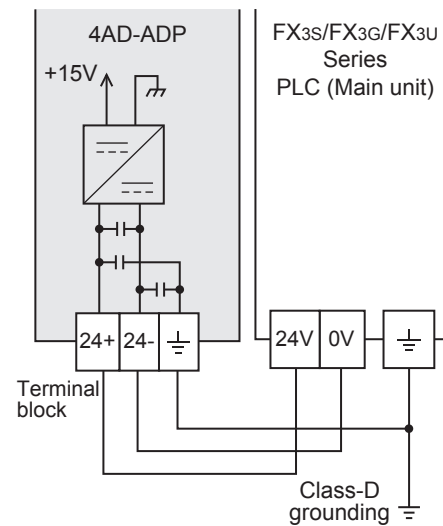 4AD-ADP
+15V
FX3S/FX3G/FX3U
Series
PLC (Main unit)
24+ 24-
24V 0V
Terminal
block
Class-D
grounding